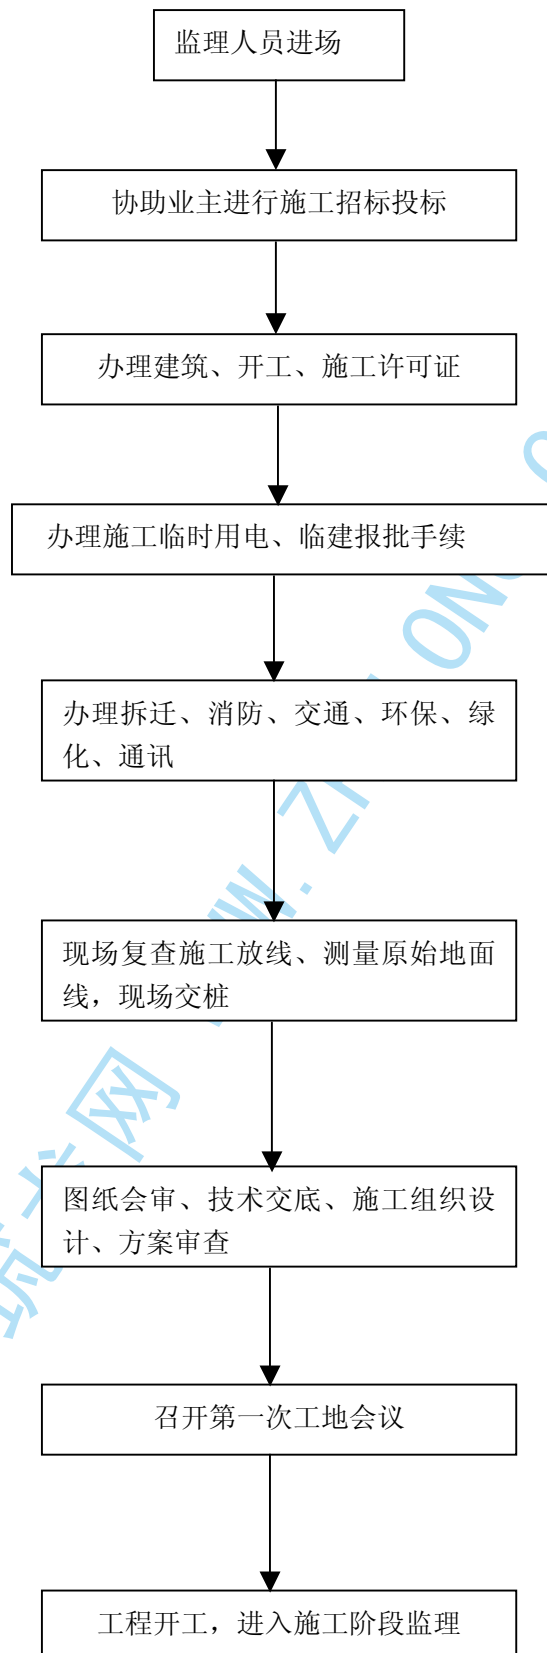 监理人员进场
协助业主进行施工招标投标
办理建筑、开工、施工许可证
办理施工临时用电、临建报批手续
办理拆迁、消防、交通、环保、绿
化、通讯
现场复查施工放线、测量原始地面
线，现场交桩
图纸会审、技术交底、施工组织设
计、方案审查
召开第一次工地会议
工程开工，进入施工阶段监理